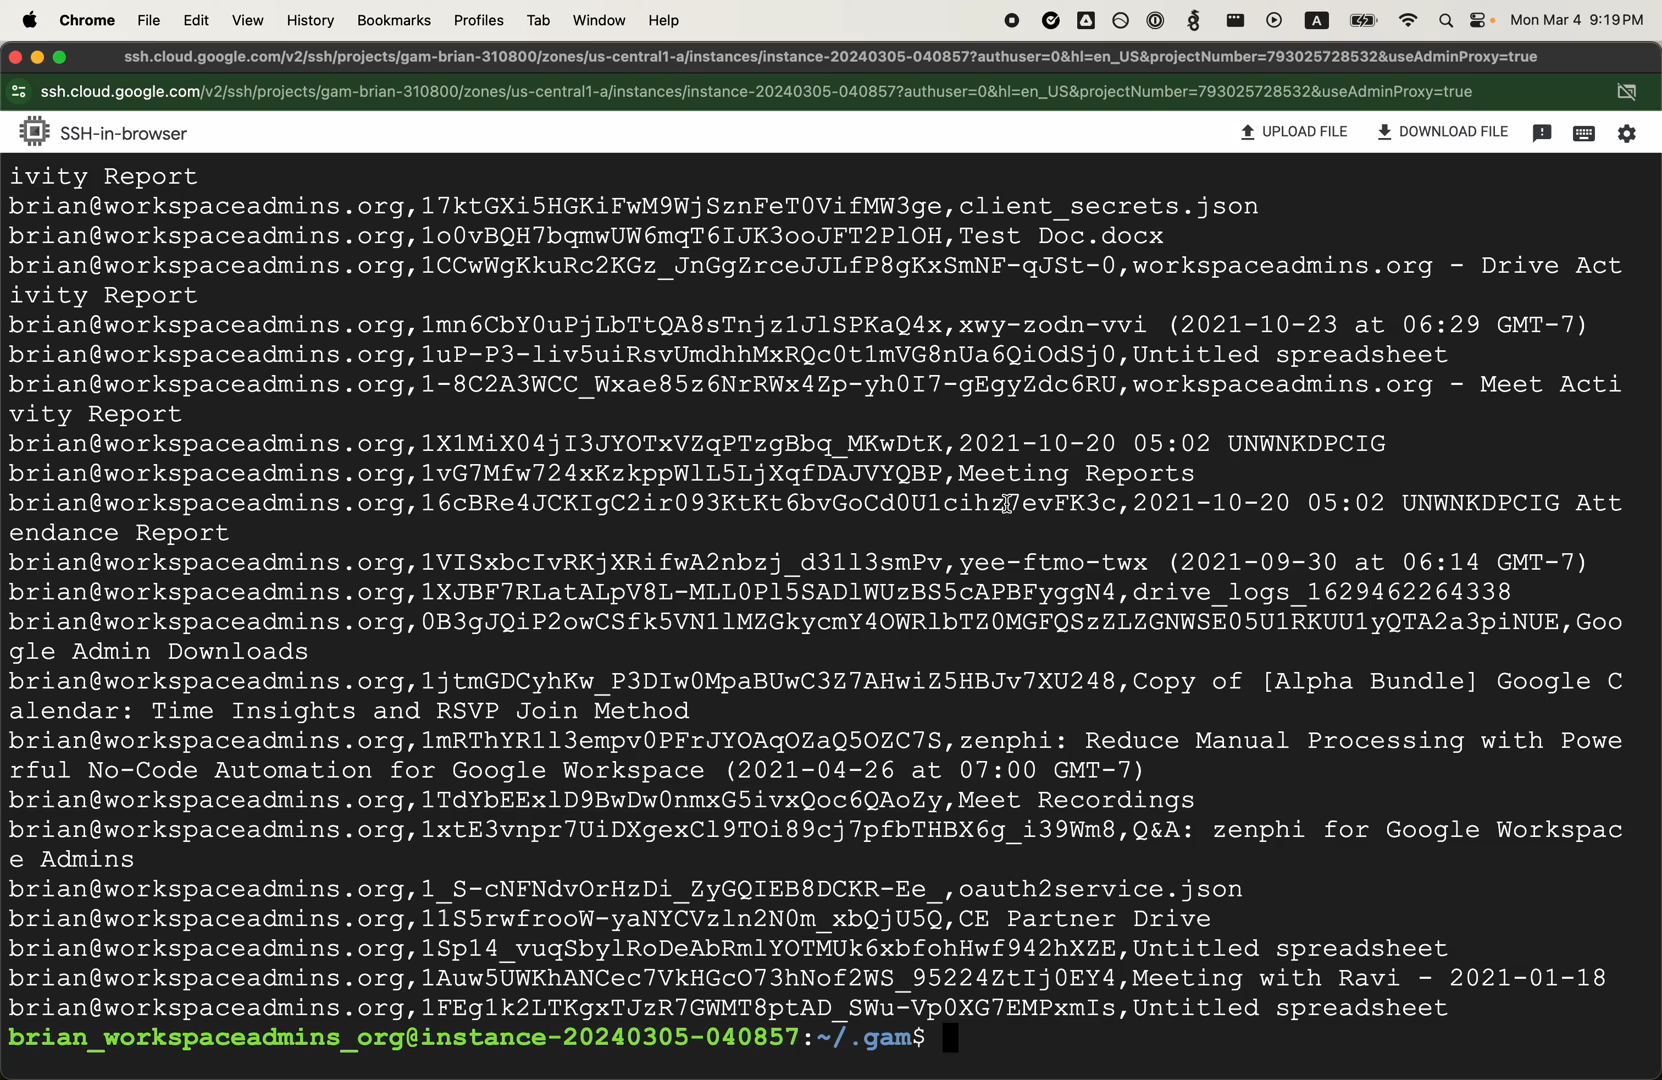 Chrome File Edit View History Bookmarks Profiles Tab Window Help A Mon Mar 4 9:19 PM
ssh.cloud.google.com/v2/ssh/projects/gam-brian-310800/zones/us-central1-a/instances/instance-20240305-040857?authuser=0&hl=en_US&projectNumber=793025728532&useAdminProxy=true
ssh.cloud.google.com/v2/ssh/projects/gam-brian-310800/zones/us-central1-a/instances/instance-20240305-040857?authuser=0&hl=en_US&projectNumber=793025728532&useAdminProxy=true
SSH-in-browser UPLOAD FILE DOWNLOAD FILE
ivity Report
brian@workspaceadmins.org,17ktGXi5HGKiFwM9WjSznFeT0VifMW3ge,client_secrets.json
brian@workspaceadmins.org,1o0vBQH7bqmwUW6mqT6IJK3ooJFT2PlOH,Test Doc.docx
brian@workspaceadmins.org,1CCwWgKkuRc2KGz_JnGgZrceJJLfP8gKxSmNF-qJSt-0,workspaceadmins.org - Drive Act
ivity Report
brian@workspaceadmins.org,1mn6CbY0uPjLbTtQA8sTnjz1JlSPKaQ4x,xwy-zodn-vvi (2021-10-23 at 06:29 GMT-7)
brian@workspaceadmins.org,1uP-P3-liv5uiRsvUmdhhMxRQc0t1mVG8nUa6QiOdSj0,Untitled spreadsheet
brian@workspaceadmins.org,1-8C2A3WCC_Wxae85z6NrRWx4Zp-yh0I7-gEgyZdc6RU,workspaceadmins.org - Meet Acti
vity Report
brian@workspaceadmins.org,1X1MiX04jI3JYOTxVZqPTzgBbq_MKwDtK,2021-10-20 05:02 UNWNKDPCIG
brian@workspaceadmins.org,1vG7Mfw724xKzkppWlL5LjXqfDAJVYQBP,Meeting Reports
brian@workspaceadmins.org,16cBRe4JCKIgC2ir093KtKt6bvGoCd0U1cihz7evFK3c,2021-10-20 05:02 UNWNKDPCIG Att
endance Report
brian@workspaceadmins.org,1VISxbcIvRKjXRifwA2nbzj_d31l3smPv,yee-ftmo-twx (2021-09-30 at 06:14 GMT-7)
brian@workspaceadmins.org,1XJBF7RLatALpV8L-MLL0Pl5SADlWUzBS5cAPBFyggN4,drive_logs_1629462264338
brian@workspaceadmins.org,0B3gJQiP2owCSfk5VN1lMZGkycmY4OWRlbTZ0MGFQSzZLZGNWSE05U1RKUU1yQTA2a3piNUE,Goo
gle Admin Downloads
brian@workspaceadmins.org,1jtmGDCyhKw_P3DIw0MpaBUwC3Z7AHwiZ5HBJv7XU248,Copy of [Alpha Bundle] Google C
alendar: Time Insights and RSVP Join Method
brian@workspaceadmins.org,1mRThYR1l3empv0PFrJYOAqOZaQ5OZC7S,zenphi: Reduce Manual Processing with Powe
rful No-Code Automation for Google Workspace (2021-04-26 at 07:00 GMT-7)
brian@workspaceadmins.org,1TdYbEExlD9BwDw0nmxG5ivxQoc6QAoZy,Meet Recordings
brian@workspaceadmins.org,1xtE3vnpr7UiDXgexCl9TOi89cj7pfbTHBX6g_i39Wm8,Q&A: zenphi for Google Workspac
e Admins
brian@workspaceadmins.org,1_S-cNFNdvOrHzDi_ZyGQIEB8DCKR-Ee_,oauth2service.json
brian@workspaceadmins.org,11S5rwfrooW-yaNYCVzln2N0m_xbQjU5Q,CE Partner Drive
brian@workspaceadmins.org,1Sp14_vuqSbylRoDeAbRmlYOTMUk6xbfohHwf942hXZE,Untitled spreadsheet
brian@workspaceadmins.org,1Auw5UWKhANCec7VkHGcO73hNof2WS_95224ZtIj0EY4,Meeting with Ravi - 2021-01-18
brian@workspaceadmins.org,1FEg1k2LTKgxTJzR7GWMT8ptAD_SWu-Vp0XG7EMPxmIs,Untitled spreadsheet
brian_workspaceadmins_org@instance-20240305-040857:~/.gam$